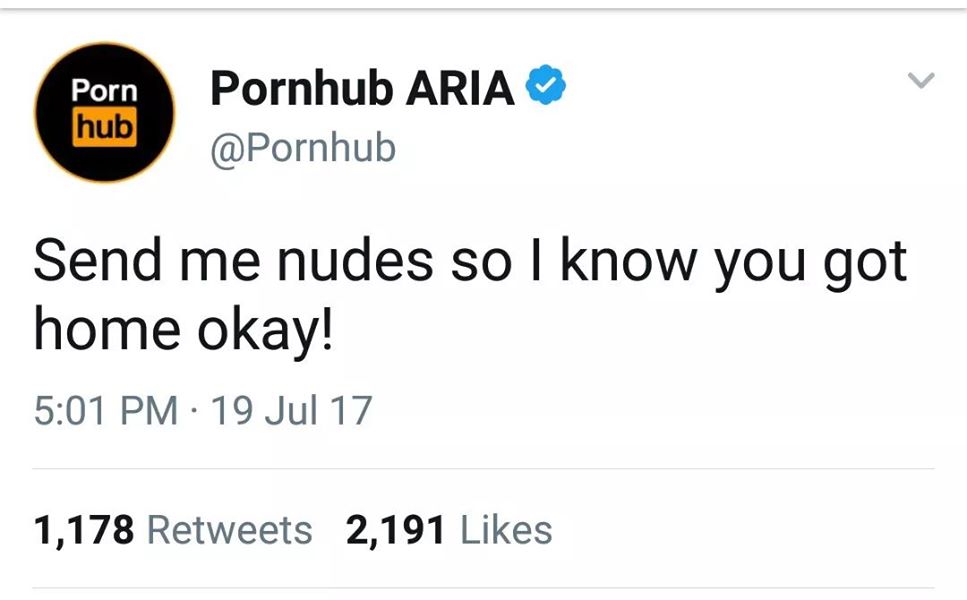 Porn
hub
Pornhub ARIA
@Pornhub
Send me nudes so I know you got
home okay!
5:01 PM · 19 Jul 17
1,178 Retweets 2,191 Likes